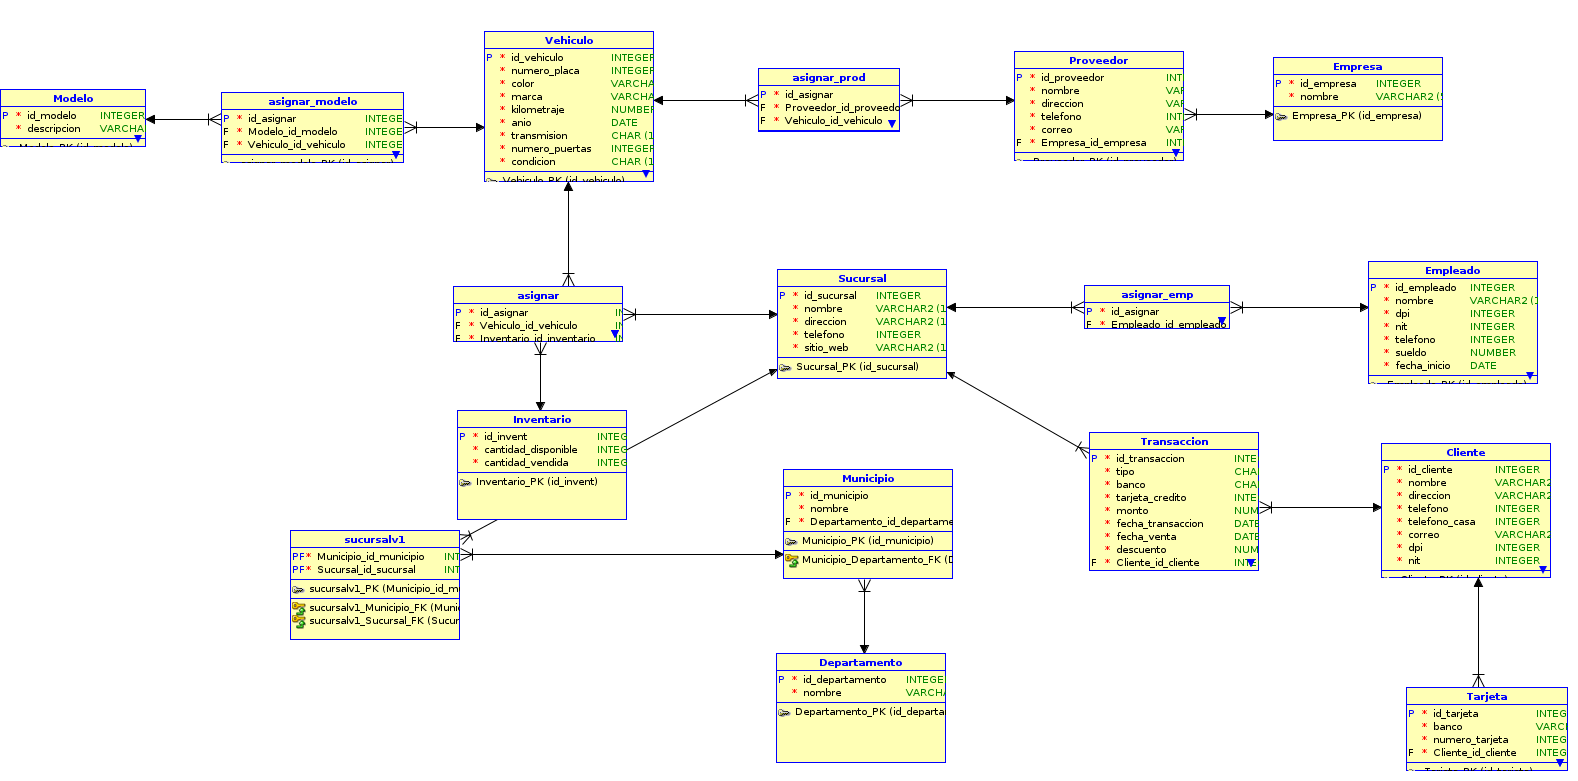 Modelo
P * id_modelo INTEGER
* descripcion VARCHA
asignar_modelo
P * id_asignar INTEGE
F * Modelo_id_modelo INTEGE
F * Vehiculo_id_vehiculo INTEGE
Vehiculo
P * id_vehiculo INTEGER
* numero_placa INTEGER
* color VARCHA
* marca VARCHA
* kilometraje NUMBER
* anio DATE
* transmision CHAR (1
* numero_puertas INTEGER
* condicion CHAR (1
Vehiculo_PK (id_vehiculo)
asignar_prod
P * id_asignar
F * Proveedor_id_proveedo
F * Vehiculo_id_vehiculo
Proveedor
P * id_proveedor INT
* nombre VAR
* direccion VAR
* telefono INT
* correo VAR
F * Empresa_id_empresa INT
Empresa
P * id_empresa INTEGER
* nombre VARCHAR2 (5
Empresa_PK (id_empresa)
asignar
P * id_asignar IN
F * Vehiculo_id_vehiculo IN
F * Inventario_id_inventario IN
Sucursal
P * id_sucursal INTEGER
* nombre VARCHAR2 (1
* direccion VARCHAR2 (1
* telefono INTEGER
* sitio_web VARCHAR2 (1
Sucursal_PK (id_sucursal)
asignar_emp
P * id_asignar
F * Empleado_id_empleado
Empleado
P * id_empleado INTEGER
* nombre VARCHAR2 (1
* dpi INTEGER
* nit INTEGER
* telefono INTEGER
* sueldo NUMBER
* fecha_inicio DATE
Inventario
P * id_invent INTEG
* cantidad_disponible INTEG
* cantidad_vendida INTEG
Inventario_PK (id_invent)
Transaccion
P * id_transaccion INTE
* tipo CHA
* banco CHA
* tarjeta_credito INTE
* monto NUM
* fecha_transaccion DATE
* fecha_venta DATE
* descuento NUM
F * Cliente_id_cliente INTE
Cliente
P * id_cliente INTEGER
* nombre VARCHAR2
* direccion VARCHAR2
* telefono INTEGER
* telefono_casa INTEGER
* correo VARCHAR2
* dpi INTEGER
* nit INTEGER
Municipio
P * id_municipio
* nombre
F * Departamento_id_departame
Municipio_PK (id_municipio)
Municipio_Departamento_FK (D
sucursalv1
PF* Municipio_id_municipio INT
PF* Sucursal_id_sucursal INT
sucursalv1_PK (Municipio_id_m
sucursalv1_Municipio_FK (Muni
sucursalv1_Sucursal_FK (Sucur
Departamento
P * id_departamento INTEGE
* nombre VARCHA
Departamento_PK (id_departa
Tarjeta
P * id_tarjeta INTEG
* banco VARC
* numero_tarjeta INTEG
F * Cliente_id_cliente INTEG